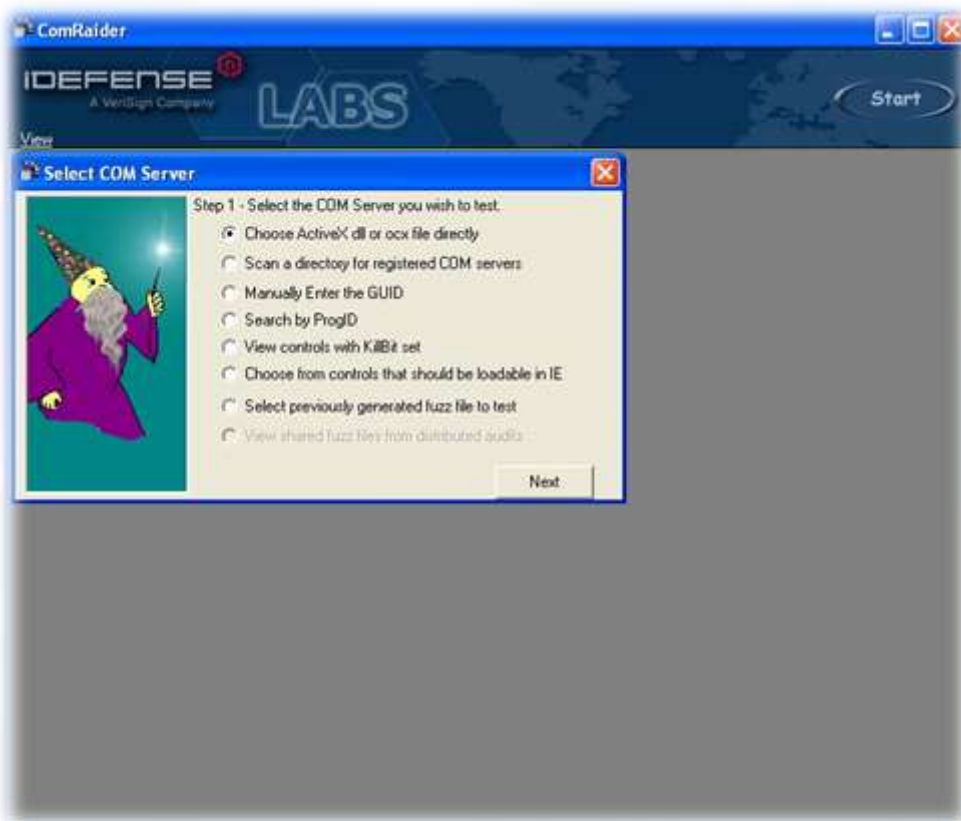 ComRaider
IDEFENSE
A VeriSign Company
LABS
Start
View
Select COM Server
Step 1 - Select the COM Server you wish to test.
Choose ActiveX dll or ocx file directly
Scan a directory for registered COM servers
Manually Enter the GUID
Search by ProgID
View controls with KillBit set
Choose from controls that should be loadable in IE
Select previously generated fuzz file to test
View shared fuzz files from distributed audits
Next